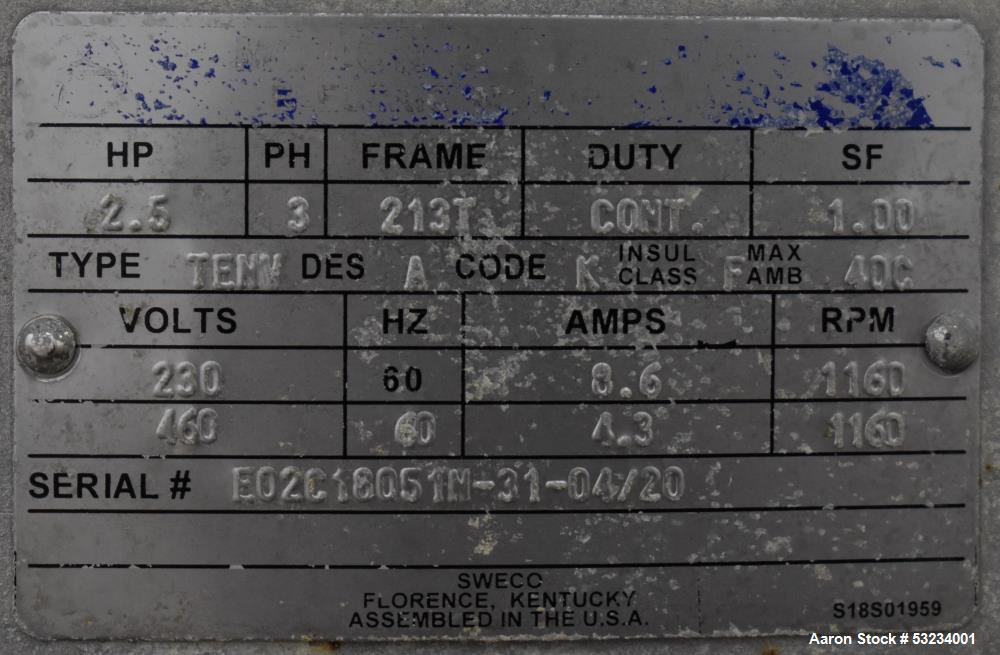 HP PH FRAME DUTY SF
2.5 3 213T CONT. 1.00
TYPE TENV DES A CODE K INSUL CLASS F MAX AMB 40C
VOLTS HZ AMPS RPM
230 60 8.6 1160
460 60 4.3 1160
SERIAL # E02C18051M-31-04/20
SWECO
FLORENCE, KENTUCKY
ASSEMBLED IN THE U.S.A.
S18S01959
Aaron Stock # 53234001